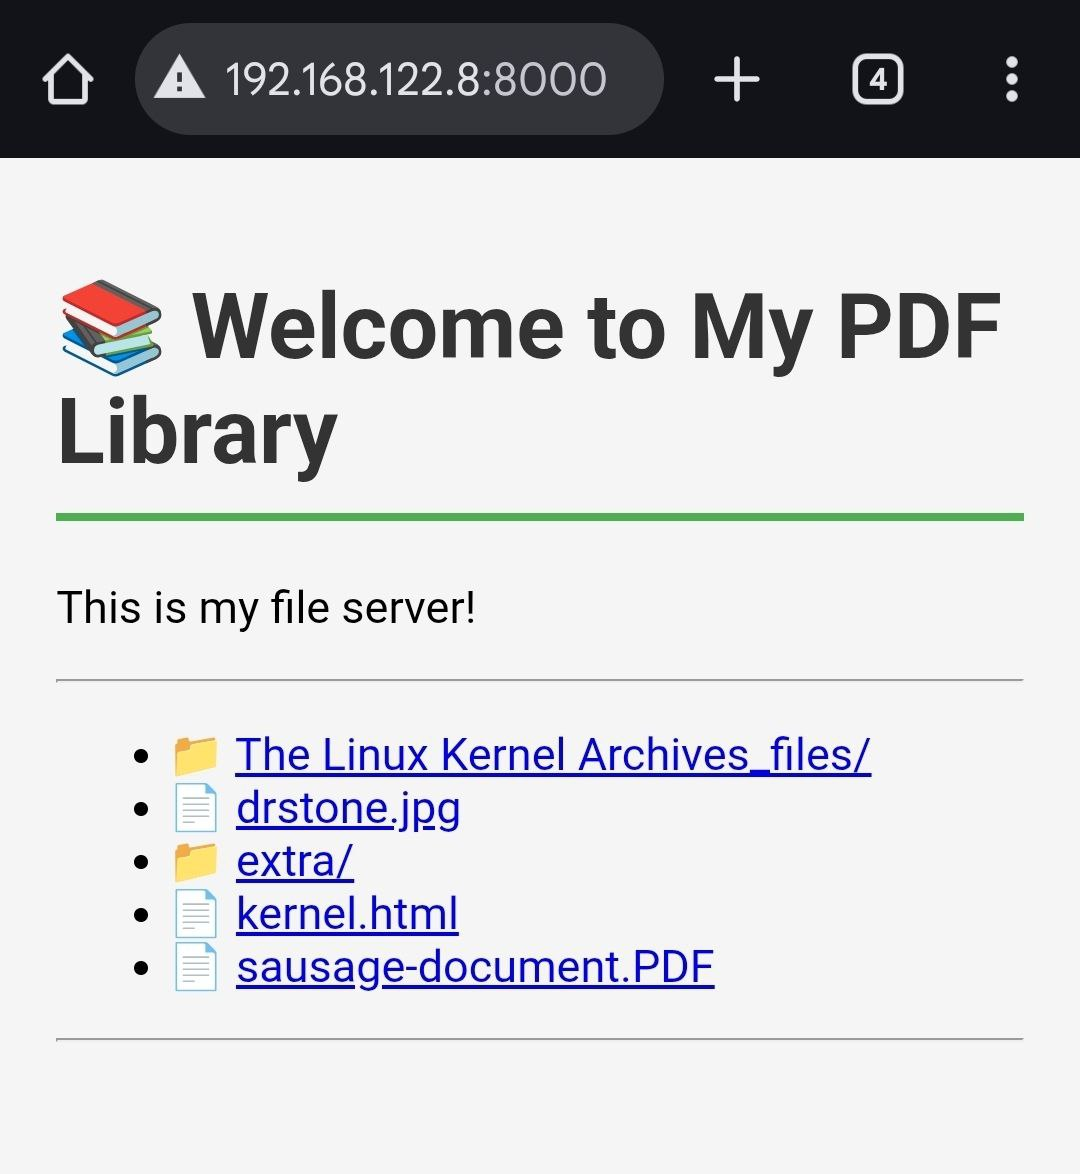 192.168.122.8:8000
4
📚 Welcome to My PDF
Library
This is my file server!
• 📁 The Linux Kernel Archives_files/
• 📄 drstone.jpg
• 📁 extra/
• 📄 kernel.html
• 📄 sausage-document.PDF